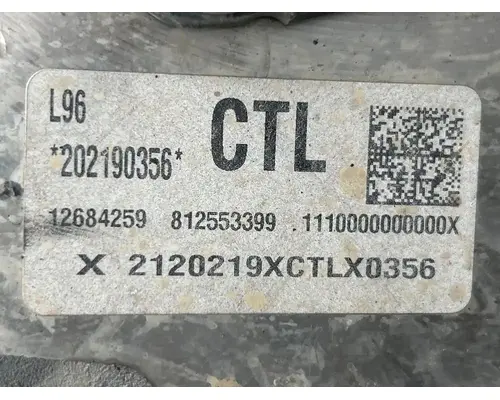 L96 CTL
*202190356*
12684259 812553399 .1110000000000X
X 2120219XCTLX0356